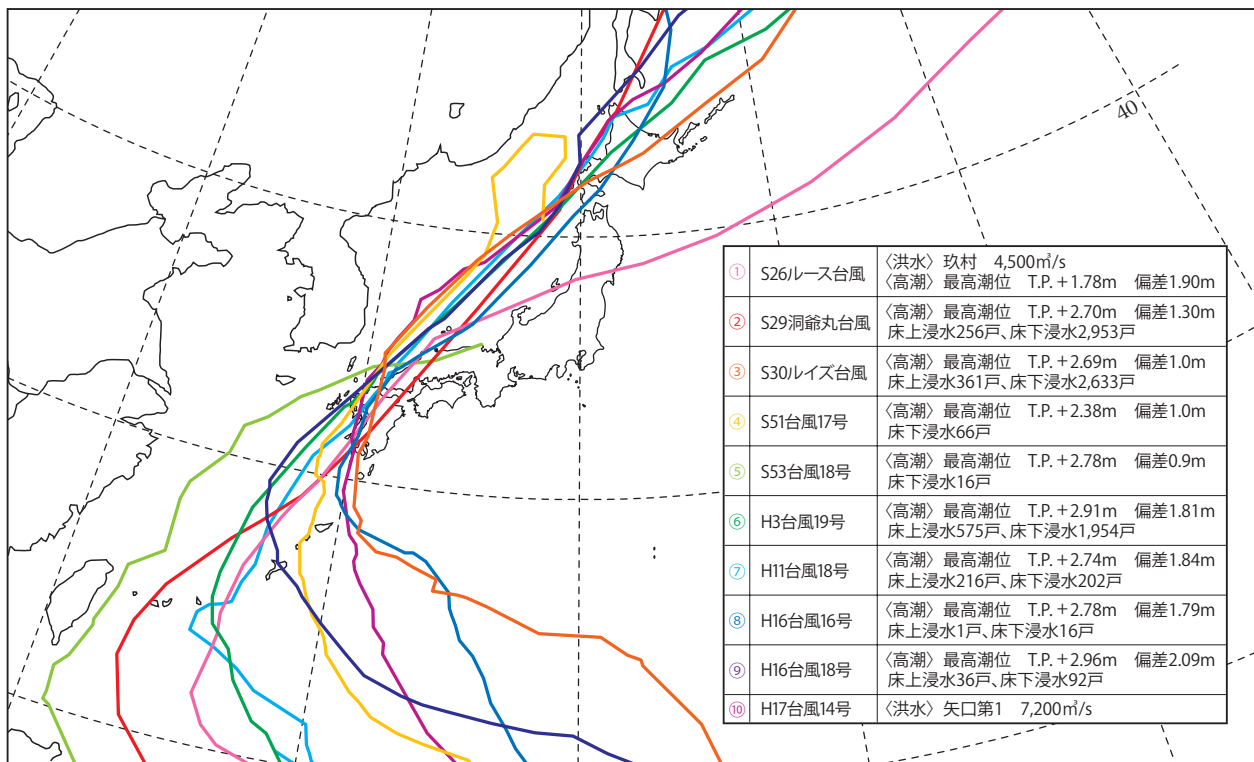 40
① S26ルース台風 〈洪水〉玖村 4,500㎥/s
〈高潮〉最高潮位 T.P.+1.78m 偏差1.90m
② S29洞爺丸台風 〈高潮〉最高潮位 T.P.+2.70m 偏差1.30m
床上浸水256戸、床下浸水2,953戸
③ S30ルイズ台風 〈高潮〉最高潮位 T.P.+2.69m 偏差1.0m
床上浸水361戸、床下浸水2,633戸
④ S51台風17号 〈高潮〉最高潮位 T.P.+2.38m 偏差1.0m
床下浸水66戸
⑤ S53台風18号 〈高潮〉最高潮位 T.P.+2.78m 偏差0.9m
床下浸水16戸
⑥ H3台風19号 〈高潮〉最高潮位 T.P.+2.91m 偏差1.81m
床上浸水575戸、床下浸水1,954戸
⑦ H11台風18号 〈高潮〉最高潮位 T.P.+2.74m 偏差1.84m
床上浸水216戸、床下浸水202戸
⑧ H16台風16号 〈高潮〉最高潮位 T.P.+2.78m 偏差1.79m
床上浸水1戸、床下浸水16戸
⑨ H16台風18号 〈高潮〉最高潮位 T.P.+2.96m 偏差2.09m
床上浸水36戸、床下浸水92戸
⑩ H17台風14号 〈洪水〉矢口第1 7,200㎥/s